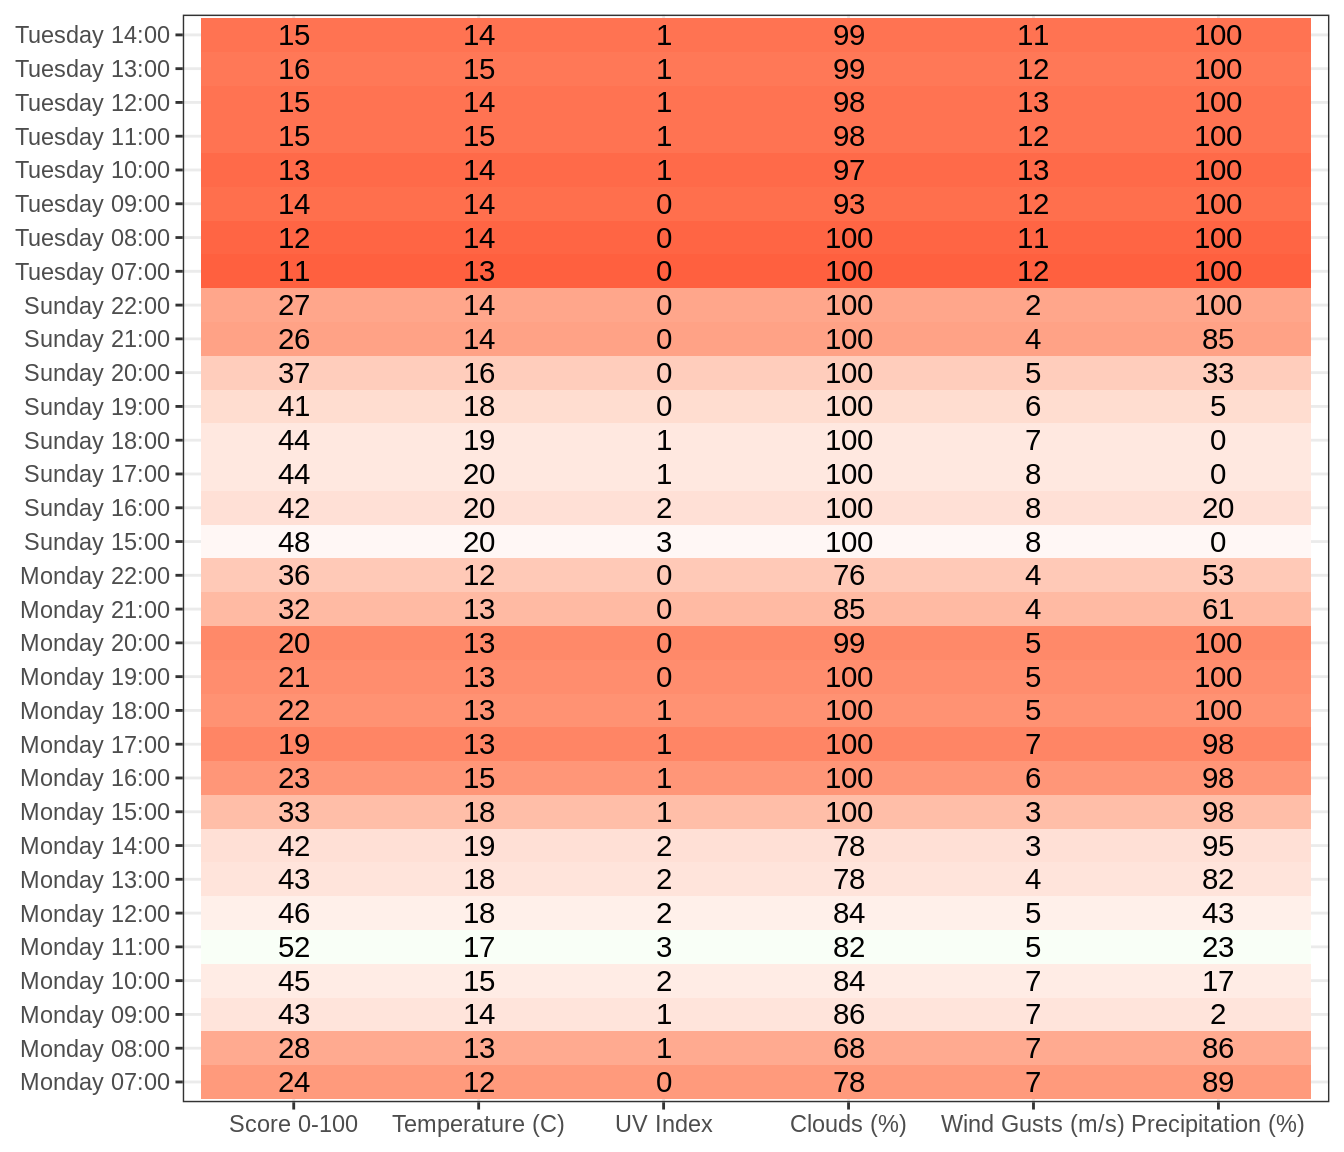 Tuesday 14:00 15 14 1 99 11 100
Tuesday 13:00 16 15 1 99 12 100
Tuesday 12:00 15 14 1 98 13 100
Tuesday 11:00 15 15 1 98 12 100
Tuesday 10:00 13 14 1 97 13 100
Tuesday 09:00 14 14 0 93 12 100
Tuesday 08:00 12 14 0 100 11 100
Tuesday 07:00 11 13 0 100 12 100
Sunday 22:00 27 14 0 100 2 100
Sunday 21:00 26 14 0 100 4 85
Sunday 20:00 37 16 0 100 5 33
Sunday 19:00 41 18 0 100 6 5
Sunday 18:00 44 19 1 100 7 0
Sunday 17:00 44 20 1 100 8 0
Sunday 16:00 42 20 2 100 8 20
Sunday 15:00 48 20 3 100 8 0
Monday 22:00 36 12 0 76 4 53
Monday 21:00 32 13 0 85 4 61
Monday 20:00 20 13 0 99 5 100
Monday 19:00 21 13 0 100 5 100
Monday 18:00 22 13 1 100 5 100
Monday 17:00 19 13 1 100 7 98
Monday 16:00 23 15 1 100 6 98
Monday 15:00 33 18 1 100 3 98
Monday 14:00 42 19 2 78 3 95
Monday 13:00 43 18 2 78 4 82
Monday 12:00 46 18 2 84 5 43
Monday 11:00 52 17 3 82 5 23
Monday 10:00 45 15 2 84 7 17
Monday 09:00 43 14 1 86 7 2
Monday 08:00 28 13 1 68 7 86
Monday 07:00 24 12 0 78 7 89
Score 0-100 Temperature (C) UV Index Clouds (%) Wind Gusts (m/s) Precipitation (%)